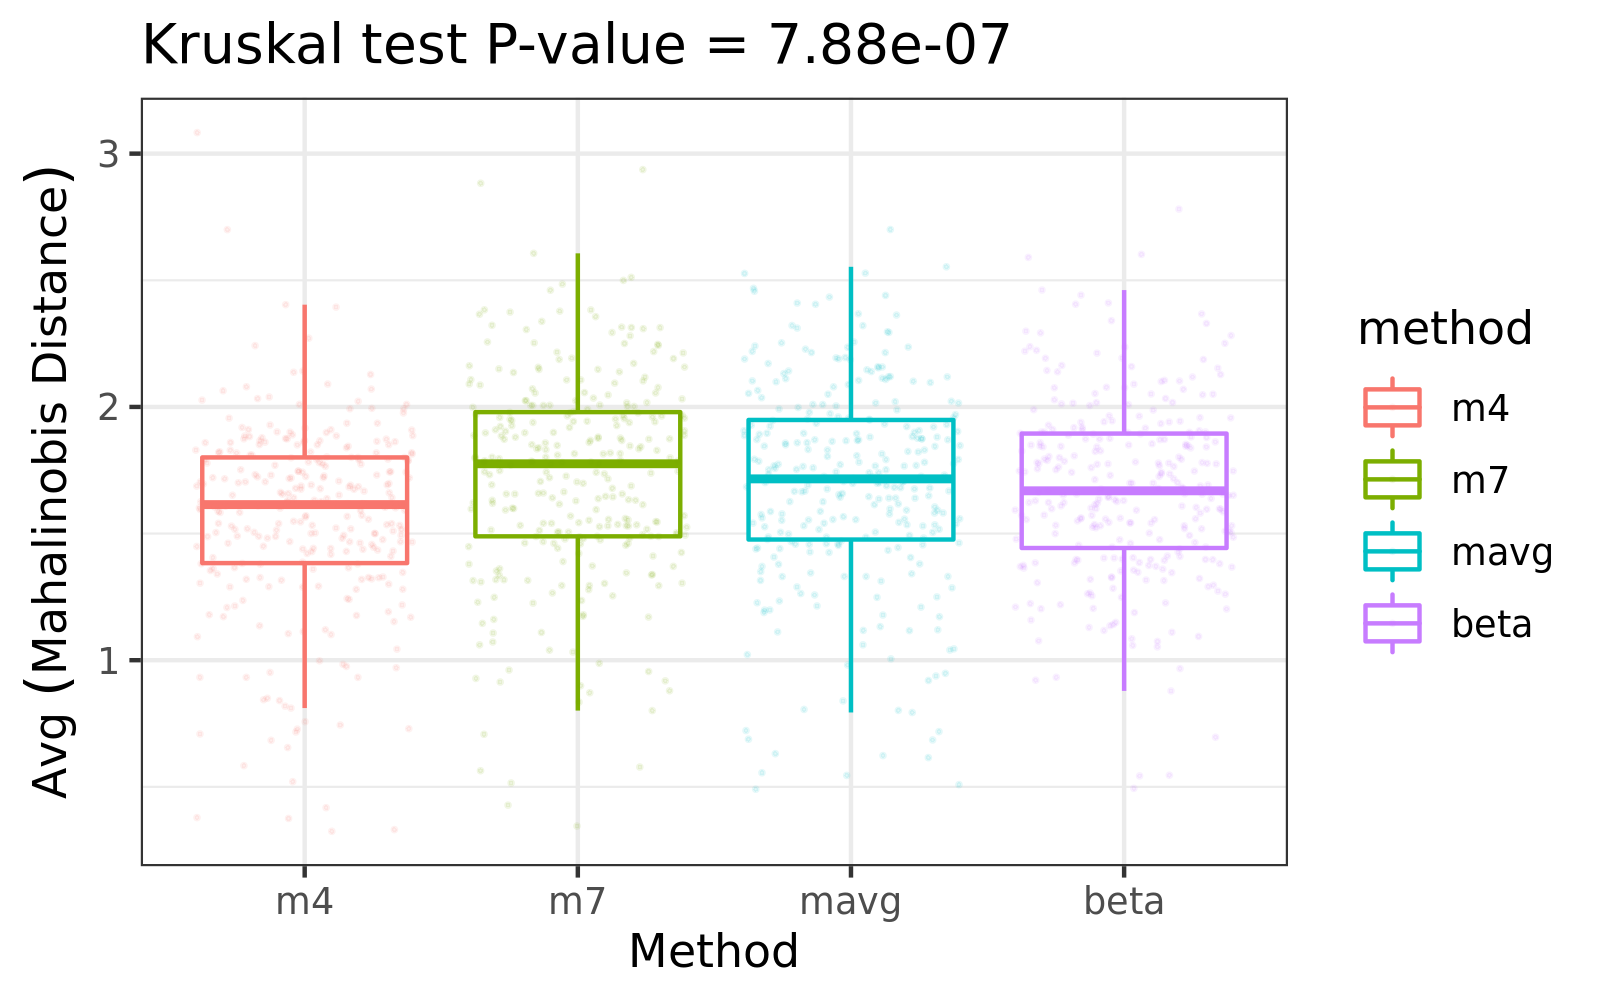 Kruskal test P-value = 7.88e-07
Avg (Mahalinobis Distance)
3
2
1
m4
m7
mavg
beta
Method
method
m4
m7
mavg
beta